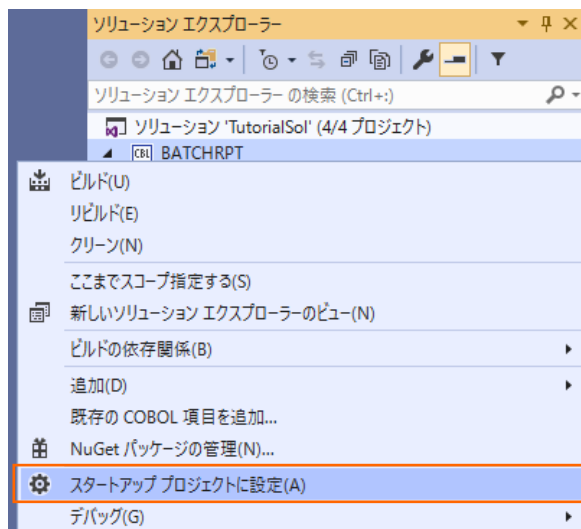 ソリューション エクスプローラー
ソリューション エクスプローラー の検索 (Ctrl+:)
ソリューション 'TutorialSol' (4/4 プロジェクト)
CBL BATCHRPT
ビルド(U)
リビルド(E)
クリーン(N)
ここまでスコープ指定する(S)
新しいソリューション エクスプローラーのビュー(N)
ビルドの依存関係(B)
追加(D)
既存の COBOL 項目を追加...
NuGet パッケージの管理(N)...
スタートアップ プロジェクトに設定(A)
デバッグ(G)